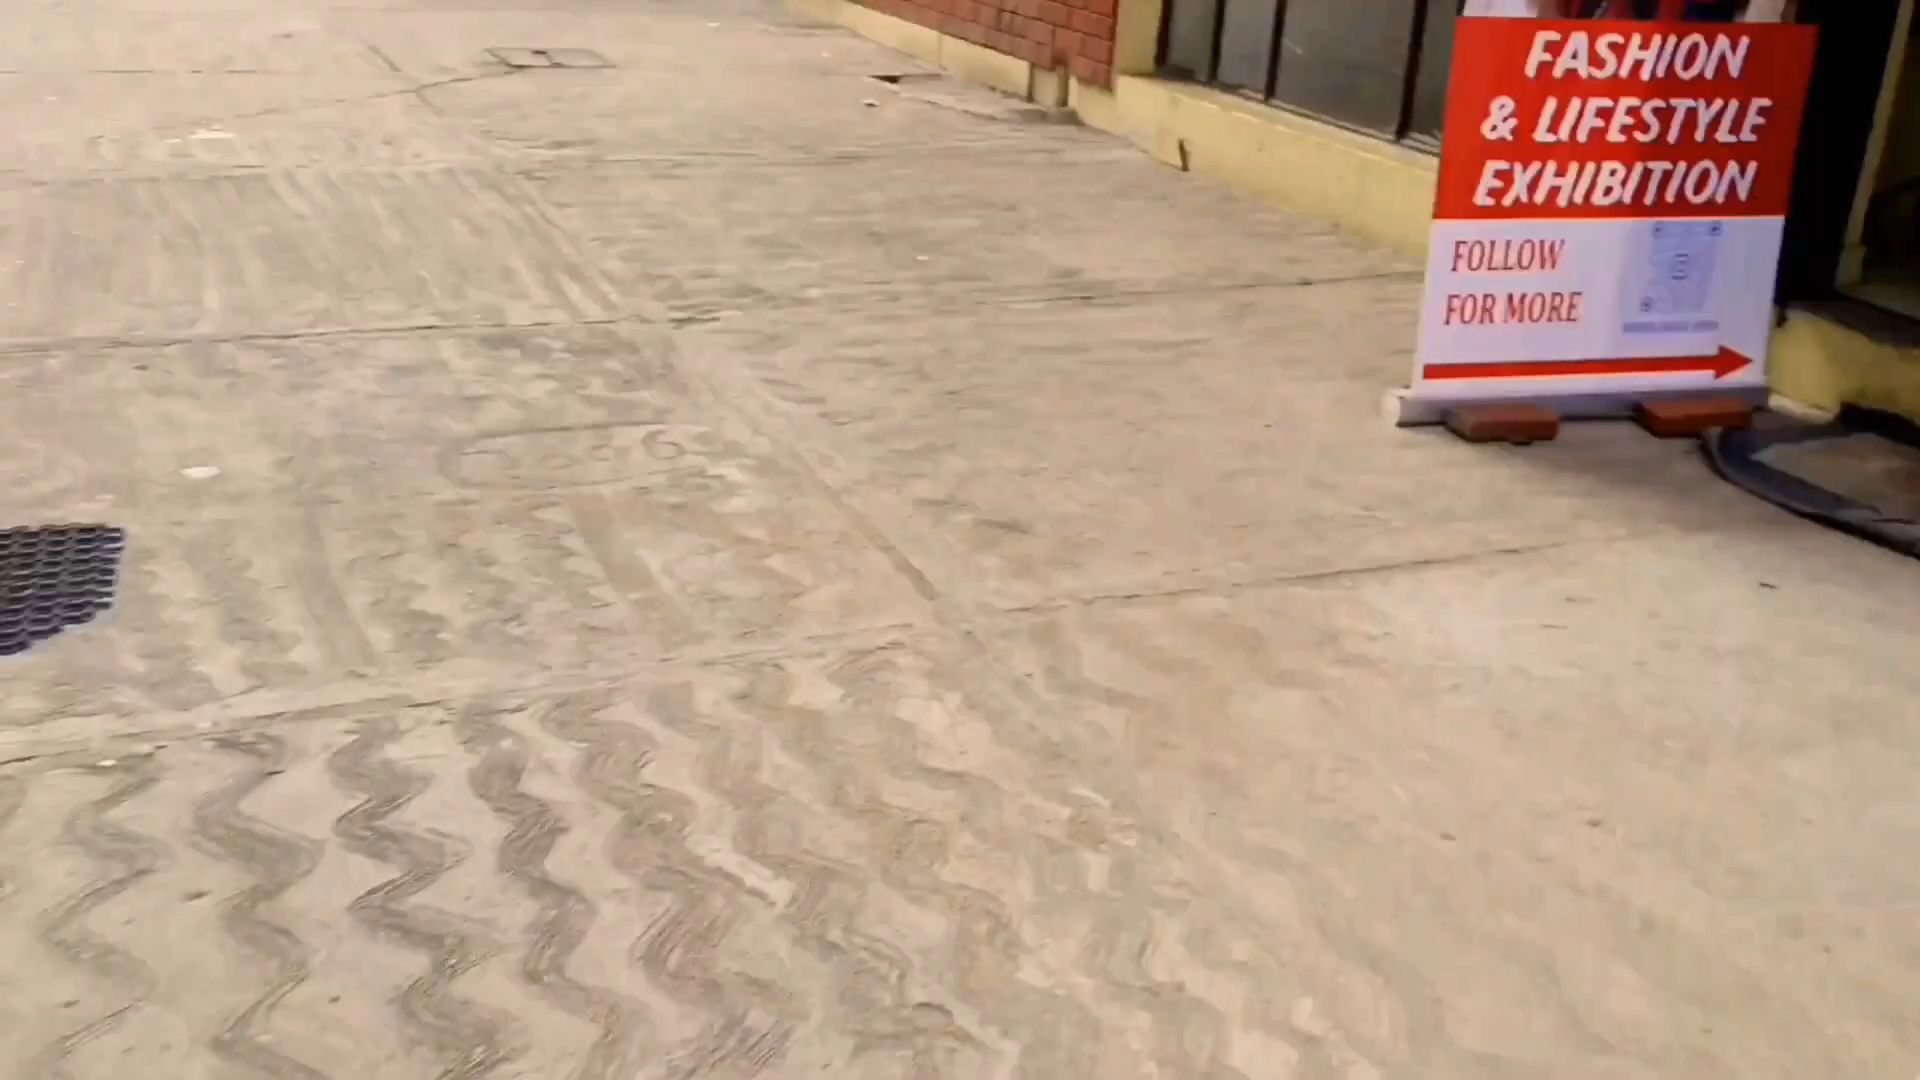 FASHION
& LIFESTYLE
EXHIBITION
FOLLOW
FOR MORE